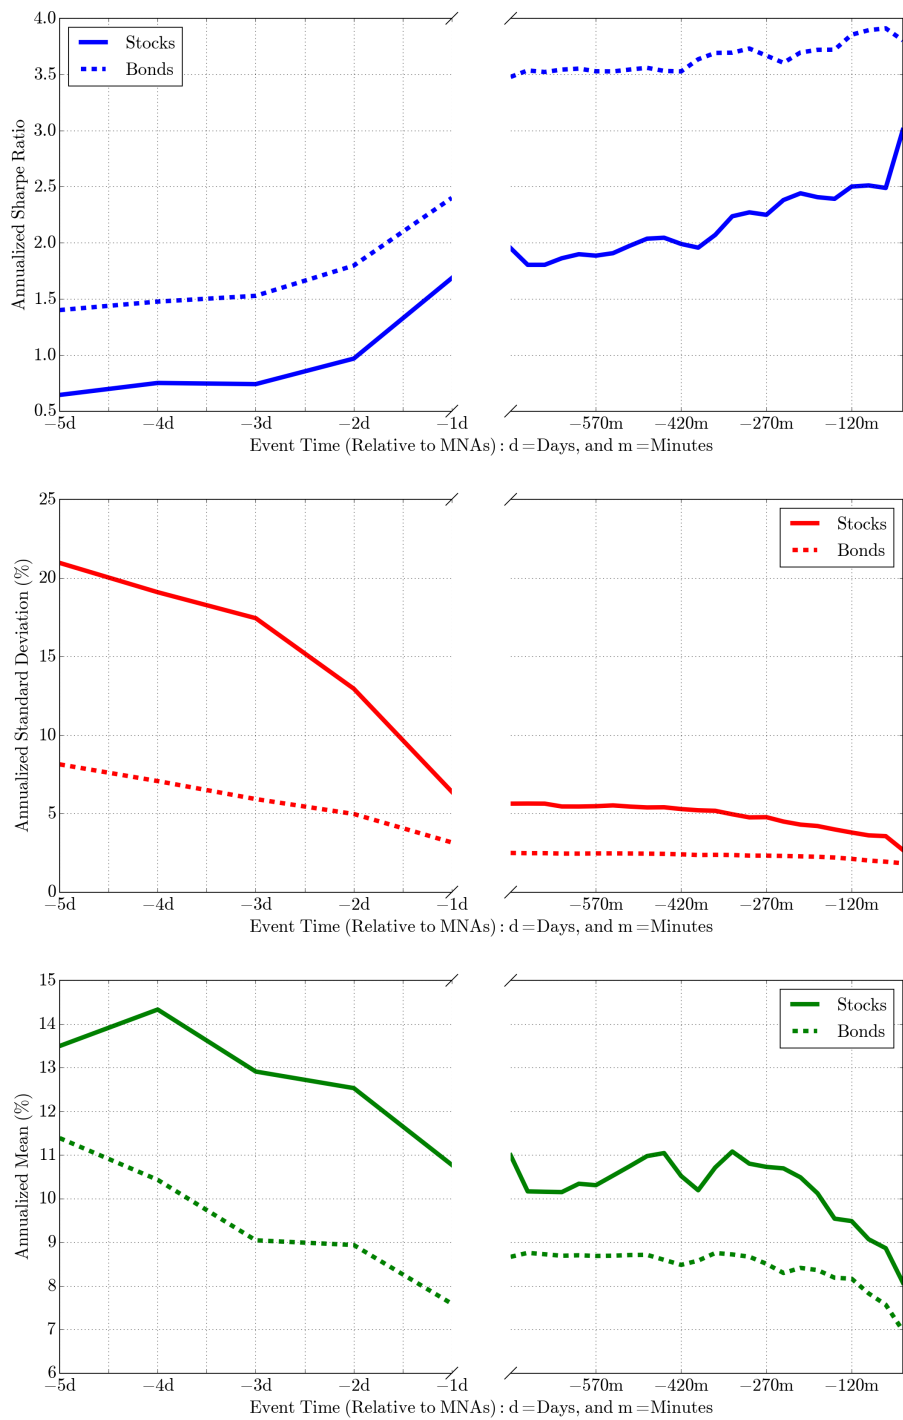 Annualized Sharpe Ratio
4.0
3.5
3.0
2.5
2.0
1.5
1.0
0.5
Stocks
Bonds
−5d −4d −3d −2d −1d −570m −420m −270m −120m
Event Time (Relative to MNAs): d=Days, and m=Minutes
Annualized Standard Deviation (%)
25
20
15
10
5
0
Stocks
Bonds
−5d −4d −3d −2d −1d −570m −420m −270m −120m
Event Time (Relative to MNAs): d=Days, and m=Minutes
Annualized Mean (%)
15
14
13
12
11
10
9
8
7
6
Stocks
Bonds
−5d −4d −3d −2d −1d −570m −420m −270m −120m
Event Time (Relative to MNAs): d=Days, and m=Minutes